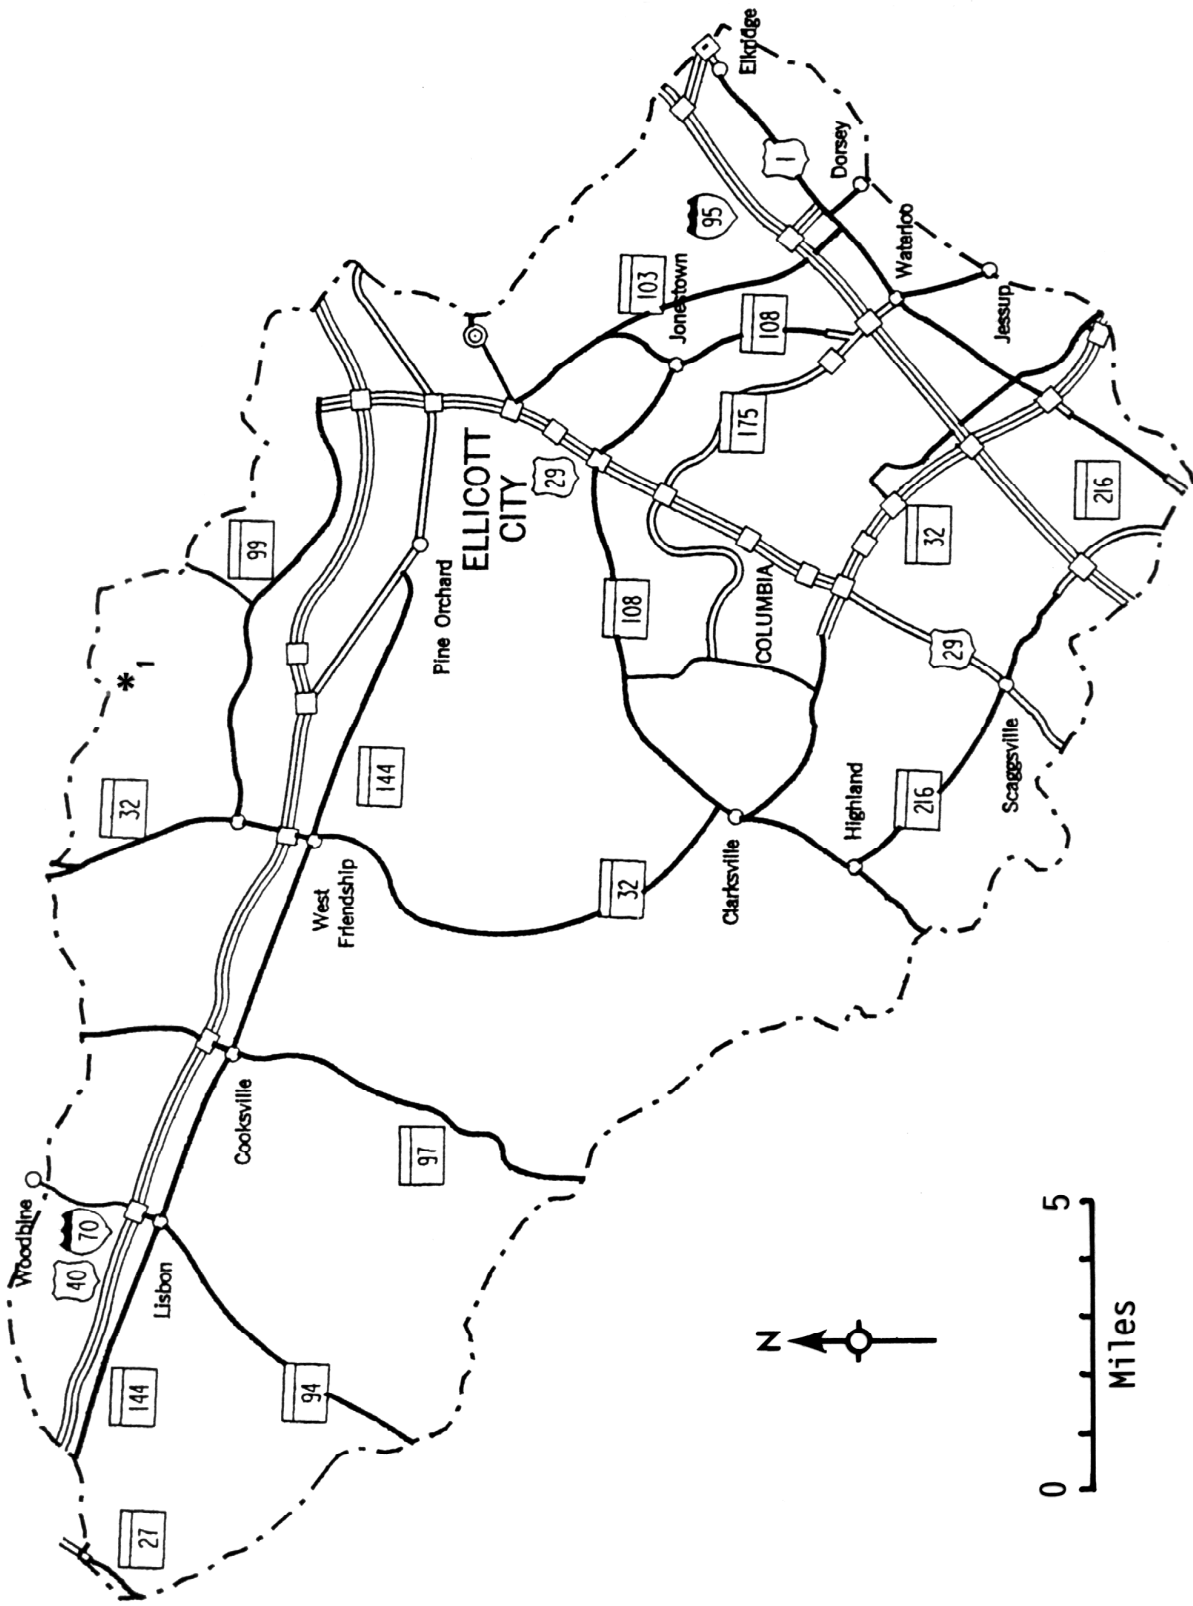 Woodbine
40
70
Lisbon
144
27
94
Cooksville
97
32
*1
99
West
Friendship
144
Pine Orchard
ELLICOTT
CITY
29
32
108
Clarksville
Highland
216
Scaggsville
29
COLUMBIA
175
108
Jonestown
103
95
1
Elkridge
Dorsey
Waterloo
Jessup
32
216
N
0 5
Miles